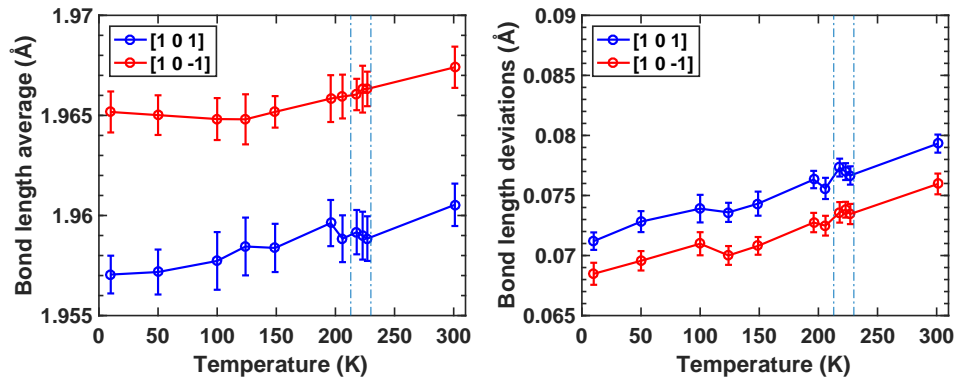 1.97
1.965
1.96
1.955
Bond length average (Å)
[1 0 1]
[1 0 -1]
0 50 100 150 200 250 300
Temperature (K)
0.09
0.085
0.08
0.075
0.07
0.065
Bond length deviations (Å)
[1 0 1]
[1 0 -1]
0 50 100 150 200 250 300
Temperature (K)